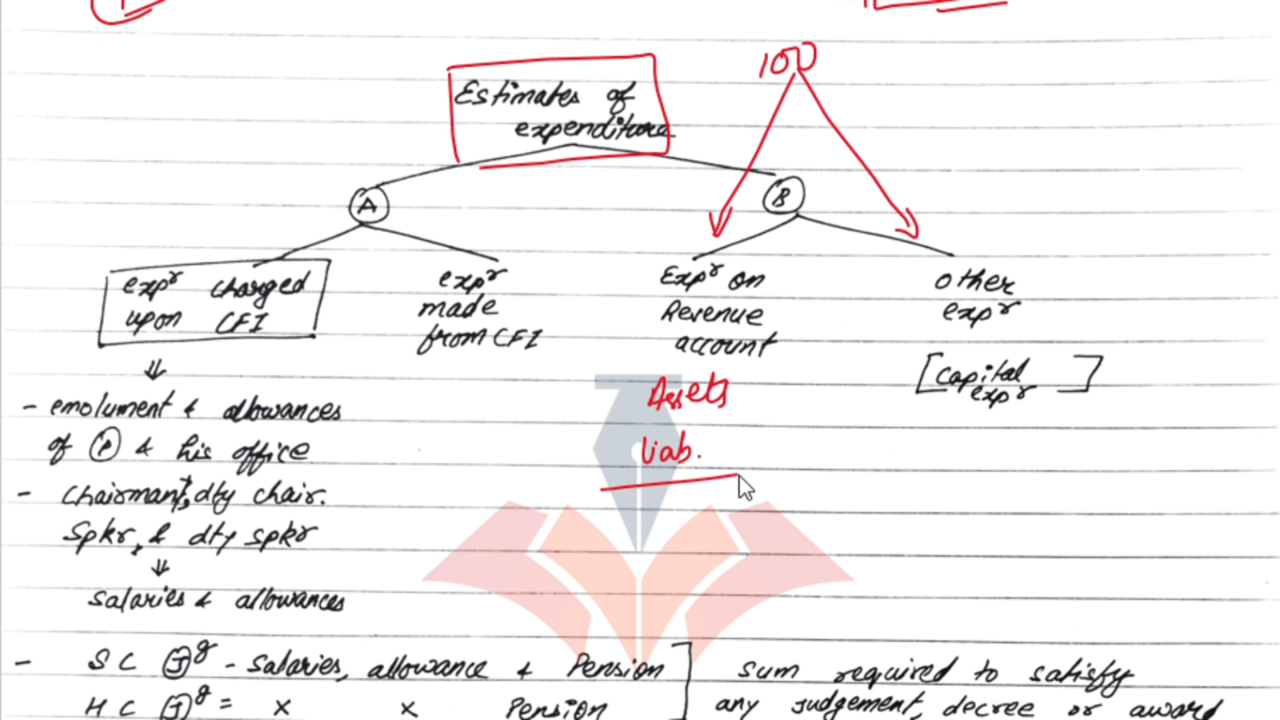 100
Estimates of
expenditure
A
B
expr charged
upon CFI
expr
made
from CFI
Expr on
Revenue
account
other
expr
[capital
expr]
Assets
liab.
- emolument & allowances
of P & his office
- Chairman, dty chair.
Spkr, & dty spkr
salaries & allowances
- SC Jg - salaries, allowance & Pension
HC Jg = x x Pension
sum required to satisfy
any judgement, decree or award